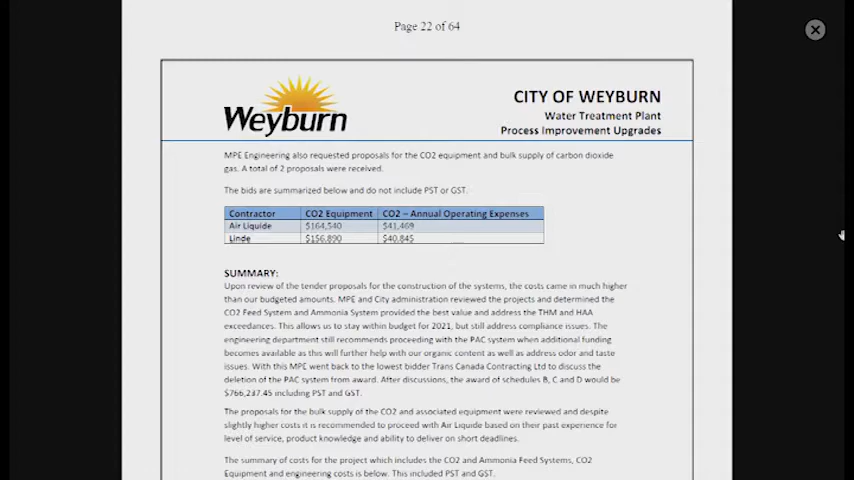 Page 22 of 64
Weyburn
CITY OF WEYBURN
Water Treatment Plant
Process Improvement Upgrades
MPE Engineering also requested proposals for the CO2 equipment and bulk supply of carbon dioxide
gas. A total of 2 proposals were received.
The bids are summarized below and do not include PST or GST.
Contractor CO2 Equipment CO2 – Annual Operating Expenses
Air Liquide $164,540 $41,469
Linde $156,890 $40,845
SUMMARY:
Upon review of the tender proposals for the construction of the systems, the costs came in much higher
than our budgeted amounts. MPE and City administration reviewed the projects and determined the
CO2 Feed System and Ammonia System provided the best value and address the THM and HAA
exceedances. This allows us to stay within budget for 2021, but still address compliance issues. The
engineering department still recommends proceeding with the PAC system when additional funding
becomes available as this will further help with our organic content as well as address odor and taste
issues. With this MPE went back to the lowest bidder Trans Canada Contracting Ltd to discuss the
deletion of the PAC system from award. After discussions, the award of schedules B, C and D would be
$766,237.45 including PST and GST.
The proposals for the bulk supply of the CO2 and associated equipment were reviewed and despite
slightly higher costs it is recommended to proceed with Air Liquide based on their past experience for
level of service, product knowledge and ability to deliver on short deadlines.
The summary of costs for the project which includes the CO2 and Ammonia Feed Systems, CO2
Equipment and engineering costs is below. This included PST and GST.